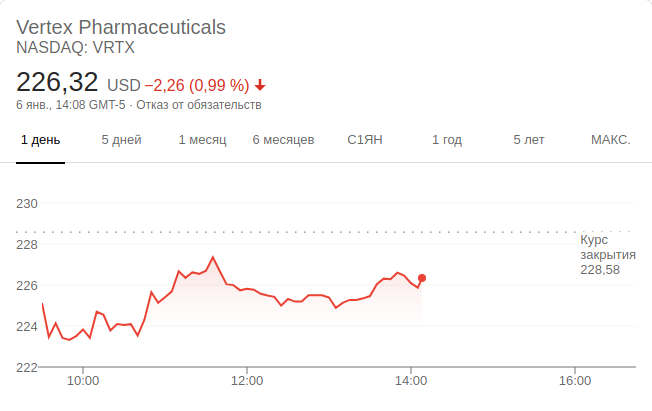 Vertex Pharmaceuticals
NASDAQ: VRTX
226,32 USD −2,26 (0,99 %)
6 янв., 14:08 GMT-5 · Отказ от обязательств
1 день 5 дней 1 месяц 6 месяцев С1ЯН 1 год 5 лет МАКС.
230
228
226
224
222
Курс
закрытия
228,58
10:00 12:00 14:00 16:00